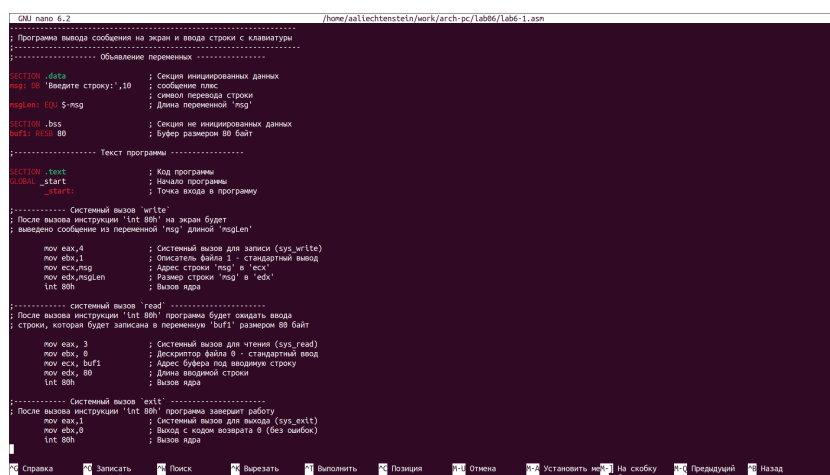 GNU nano 6.2 /home/aaliechtenstein/work/arch-pc/lab06/lab6-1.asm
;-----------------------------------------------------------
; Программа вывода сообщения на экран и ввода строки с клавиатуры
;-----------------------------------------------------------
;------------------- Объявление переменных ----------------
SECTION .data ; Секция инициированных данных
msg: DB 'Введите строку:',10 ; сообщение плюс
; символ перевода строки
msgLen: EQU $-msg ; Длина переменной 'msg'
SECTION .bss ; Секция не инициированных данных
buf1: RESB 80 ; Буфер размером 80 байт
;------------------- Текст программы -----------------
SECTION .text ; Код программы
GLOBAL _start ; Начало программы
_start: ; Точка входа в программу
;------------ Системный вызов `write`
; После вызова инструкции 'int 80h' на экран будет
; выведено сообщение из переменной 'msg' длиной 'msgLen'
mov eax,4 ; Системный вызов для записи (sys_write)
mov ebx,1 ; Описатель файла 1 - стандартный вывод
mov ecx,msg ; Адрес строки 'msg' в 'ecx'
mov edx,msgLen ; Размер строки 'msg' в 'edx'
int 80h ; Вызов ядра
;------------ системный вызов `read` ----------------------
; После вызова инструкции 'int 80h' программа будет ожидать ввода
; строки, которая будет записана в переменную 'buf1' размером 80 байт
mov eax, 3 ; Системный вызов для чтения (sys_read)
mov ebx, 0 ; Дескриптор файла 0 - стандартный ввод
mov ecx, buf1 ; Адрес буфера под вводимую строку
mov edx, 80 ; Длина вводимой строки
int 80h ; Вызов ядра
;------------ Системный вызов `exit` ----------------------
; После вызова инструкции 'int 80h' программа завершит работу
mov eax,1 ; Системный вызов для выхода (sys_exit)
mov ebx,0 ; Выход с кодом возврата 0 (без ошибок)
int 80h ; Вызов ядра
^G Справка ^O Записать ^W Поиск ^K Вырезать ^T Выполнить ^C Позиция M-U Отмена M-A Установить ме M-] На скобку M-Q Предыдущий ^B Назад